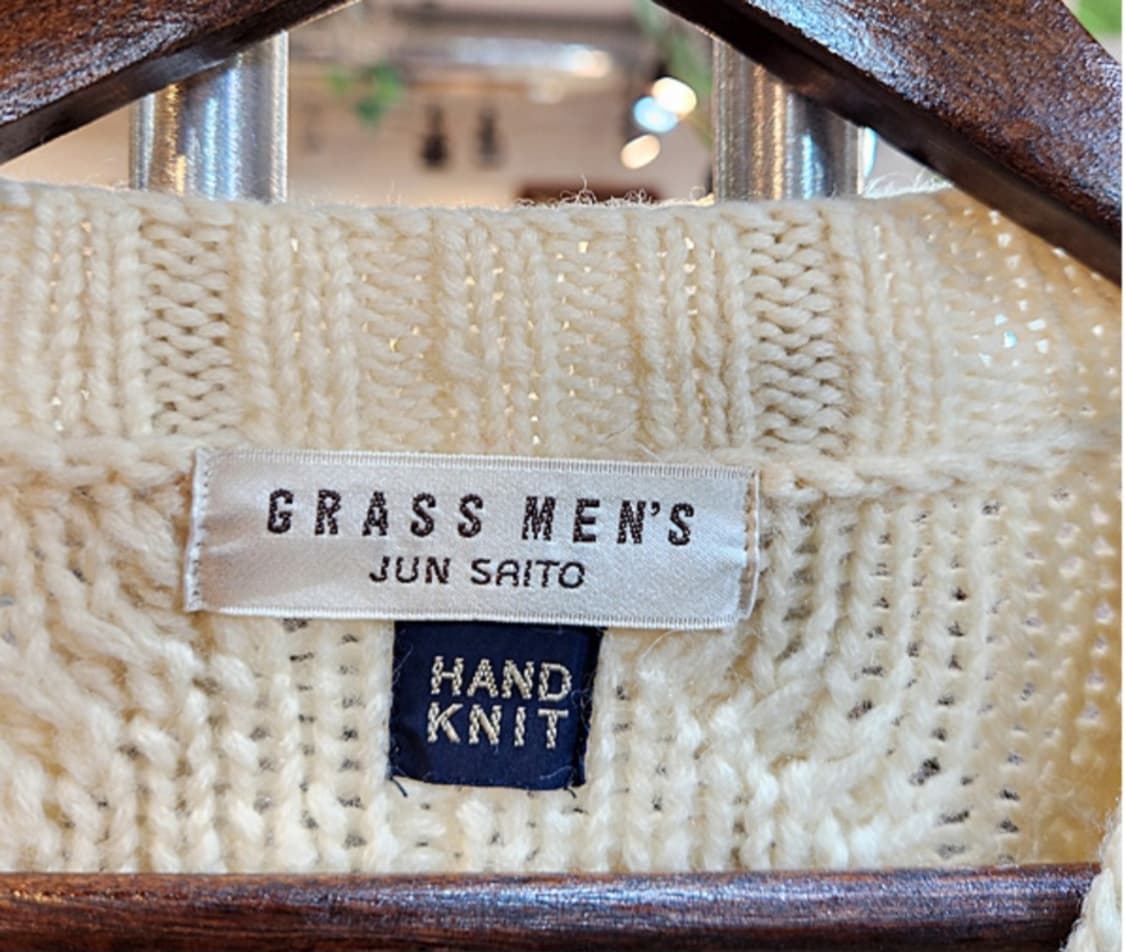 GRASS MEN'S
JUN SAITO
HAND
KNIT